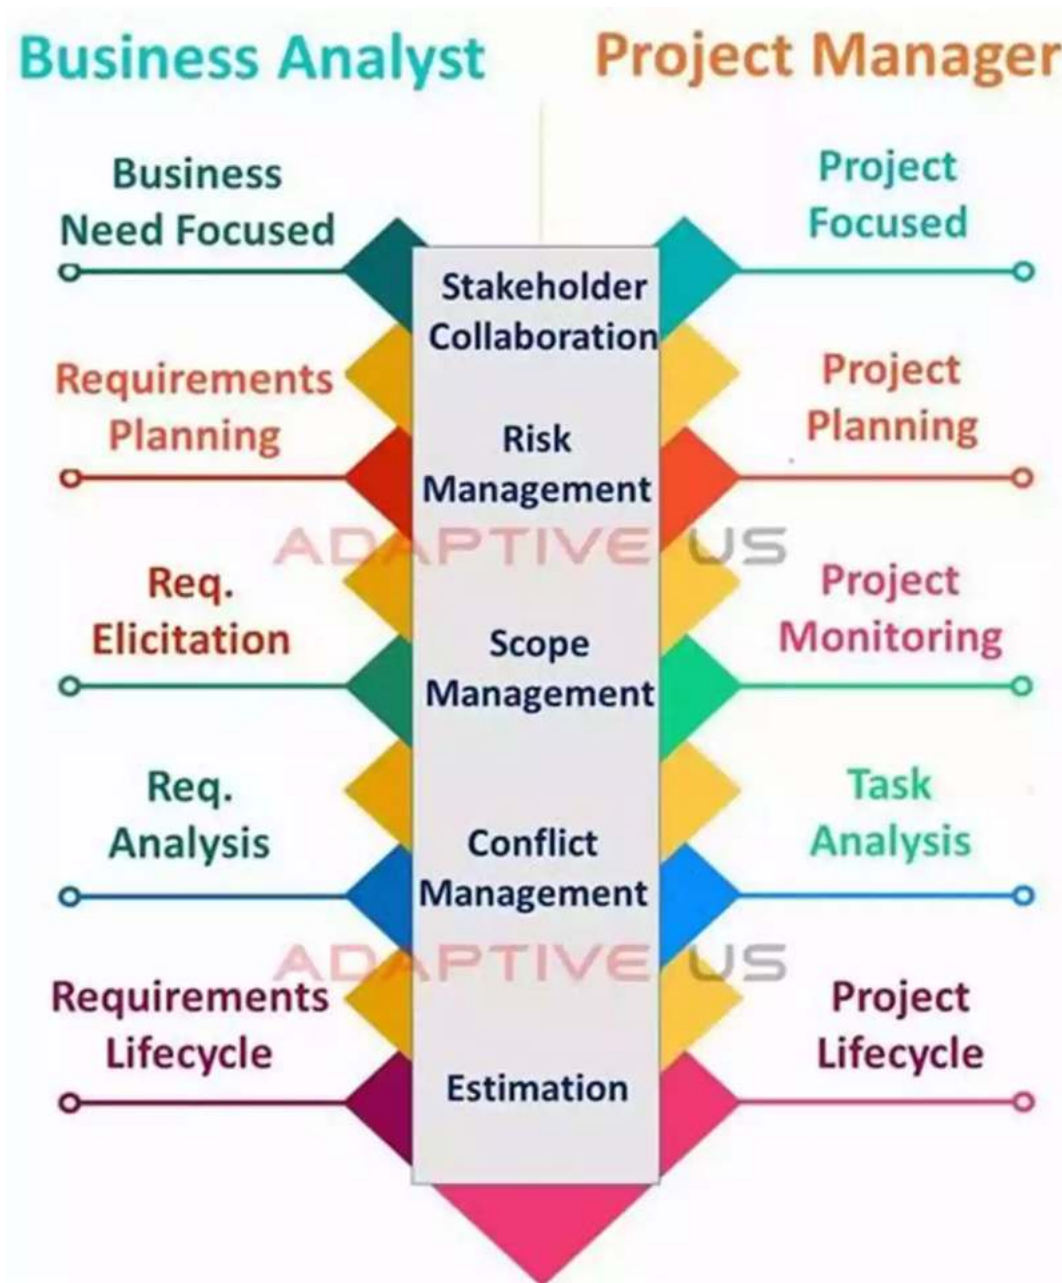 Business Analyst
Project Manager
Business
Need Focused
Project
Focused
Stakeholder
Collaboration
Requirements
Planning
Project
Planning
Risk
Management
ADAPTIVE US
Req.
Elicitation
Project
Monitoring
Scope
Management
Req.
Analysis
Task
Analysis
Conflict
Management
ADAPTIVE US
Requirements
Lifecycle
Project
Lifecycle
Estimation